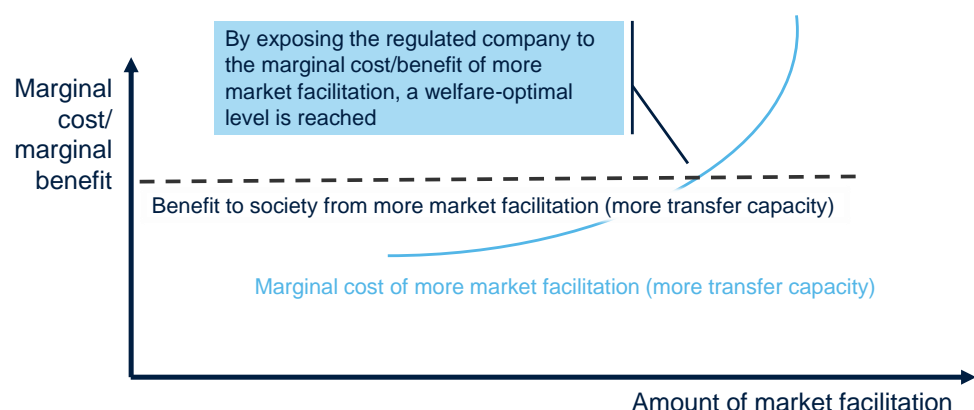 By exposing the regulated company to
the marginal cost/benefit of more
market facilitation, a welfare-optimal
level is reached
Marginal
cost/
marginal
benefit
Benefit to society from more market facilitation (more transfer capacity)
Marginal cost of more market facilitation (more transfer capacity)
Amount of market facilitation